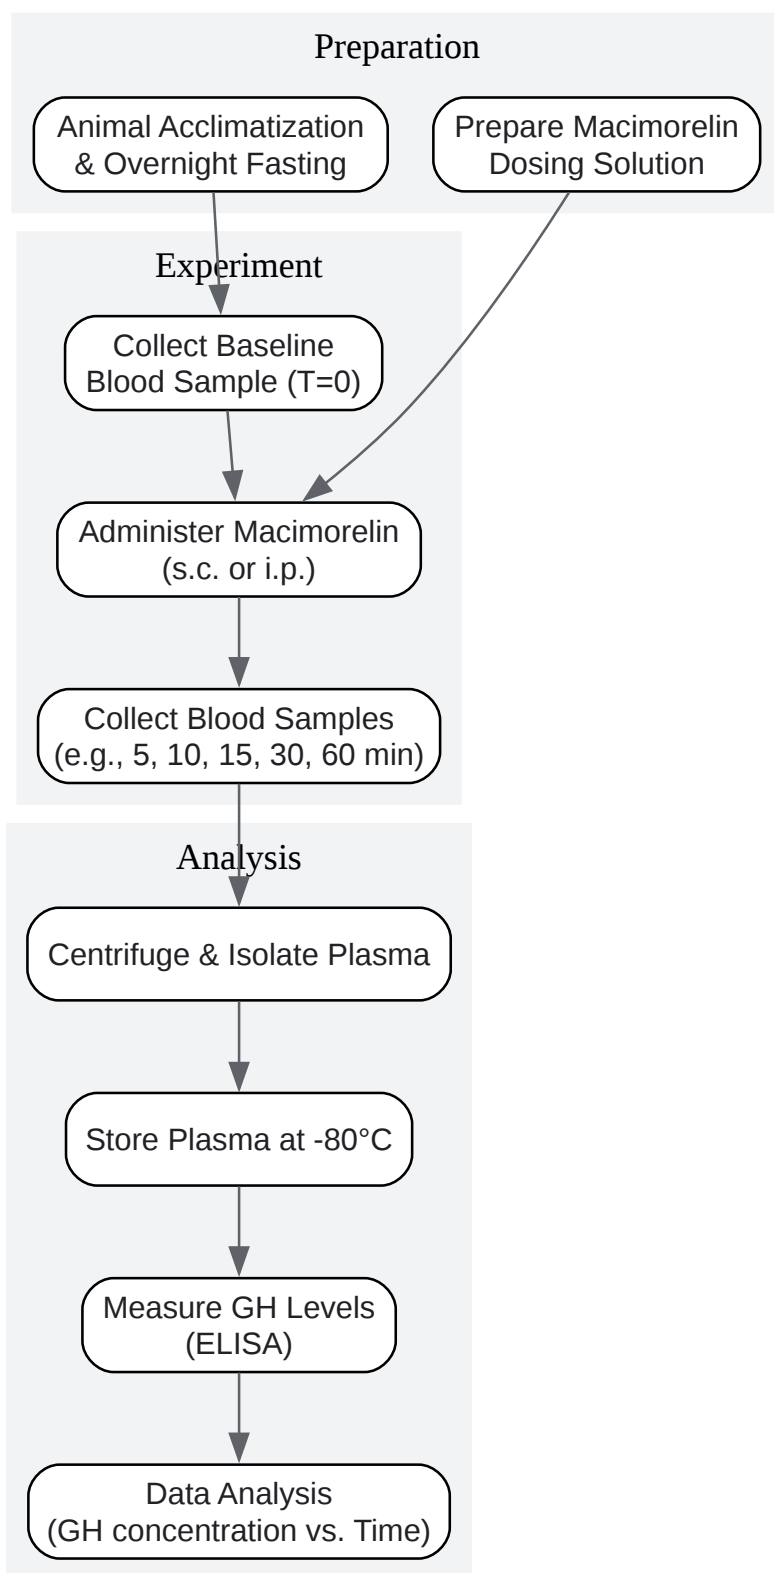 Preparation
Animal Acclimatization
& Overnight Fasting
Prepare Macimorelin
Dosing Solution
Experiment
Collect Baseline
Blood Sample (T=0)
Administer Macimorelin
(s.c. or i.p.)
Collect Blood Samples
(e.g., 5, 10, 15, 30, 60 min)
Analysis
Centrifuge & Isolate Plasma
Store Plasma at -80°C
Measure GH Levels
(ELISA)
Data Analysis
(GH concentration vs. Time)